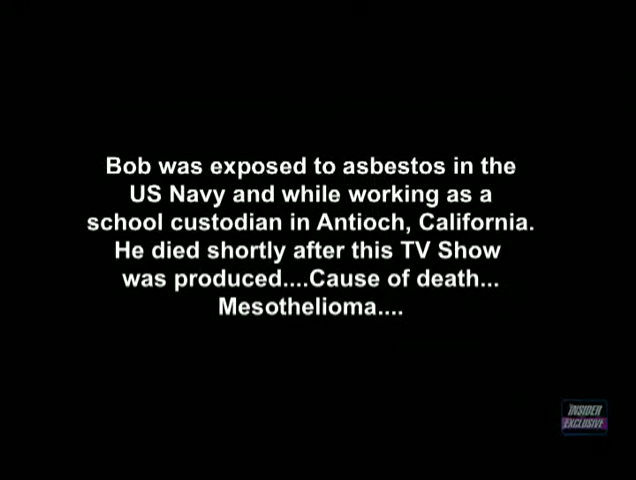 Bob was exposed to asbestos in the
US Navy and while working as a
school custodian in Antioch, California.
He died shortly after this TV Show
was produced....Cause of death...
Mesothelioma....
INSIDER
EXCLUSIVE